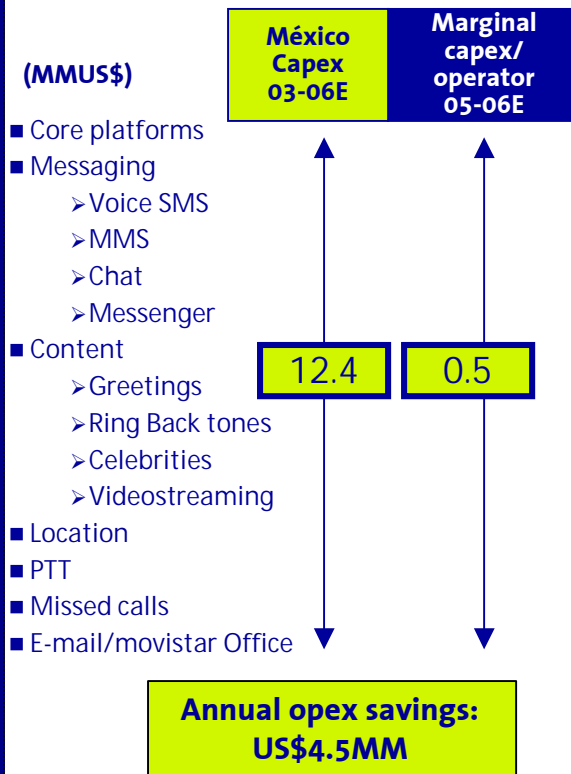 (MMUS$)
México
Capex
03-06E
Marginal
capex/
operator
05-06E
■ Core platforms
■ Messaging
➢Voice SMS
➢MMS
➢Chat
➢Messenger
■ Content
➢Greetings
➢Ring Back tones
➢Celebrities
➢Videostreaming
■ Location
■ PTT
■ Missed calls
■ E-mail/movistar Office
12.4
0.5
Annual opex savings:
US$4.5MM